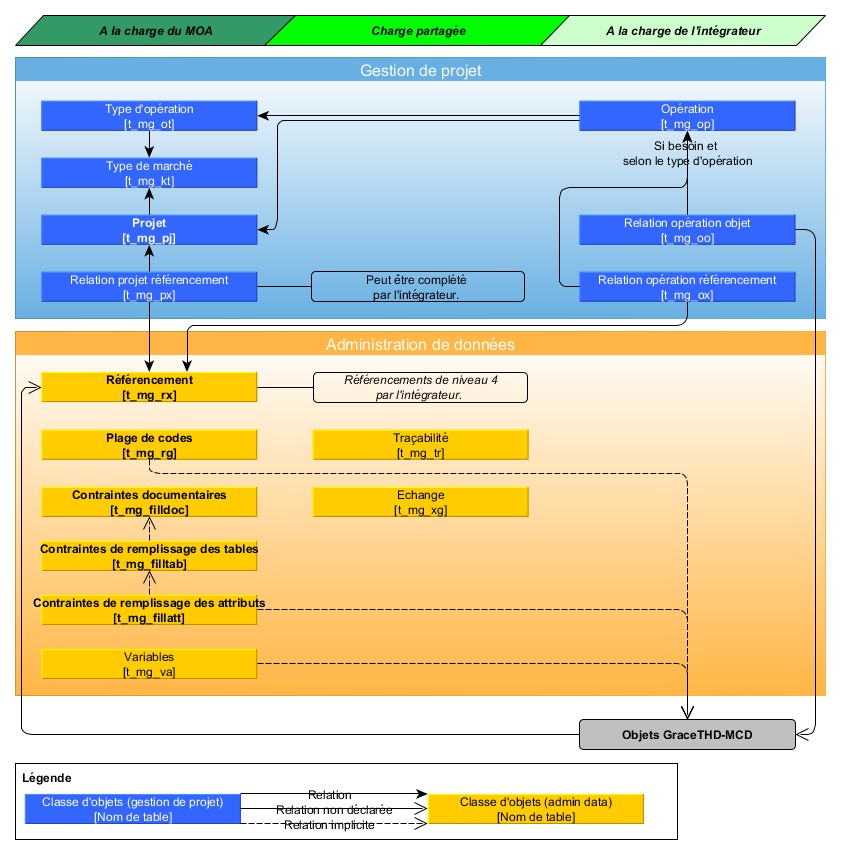 A la charge du MOA
Charge partagée
A la charge de l'intégrateur
Gestion de projet
Type d'opération
[t_mg_ot]
Opération
[t_mg_op]
Si besoin et
selon le type d'opération
Type de marché
[t_mg_kt]
Projet
[t_mg_pj]
Relation opération objet
[t_mg_oo]
Relation projet référencement
[t_mg_px]
Peut être complété
par l'intégrateur.
Relation opération référencement
[t_mg_ox]
Administration de données
Référencement
[t_mg_rx]
Référencements de niveau 4
par l'intégrateur.
Plage de codes
[t_mg_rg]
Traçabilité
[t_mg_tr]
Contraintes documentaires
[t_mg_filldoc]
Echange
[t_mg_xg]
Contraintes de remplissage des tables
[t_mg_filltab]
Contraintes de remplissage des attributs
[t_mg_fillatt]
Variables
[t_mg_va]
Objets GraceTHD-MCD
Légende
Classe d'objets (gestion de projet)
[Nom de table]
Relation
Relation non déclarée
Relation implicite
Classe d'objets (admin data)
[Nom de table]